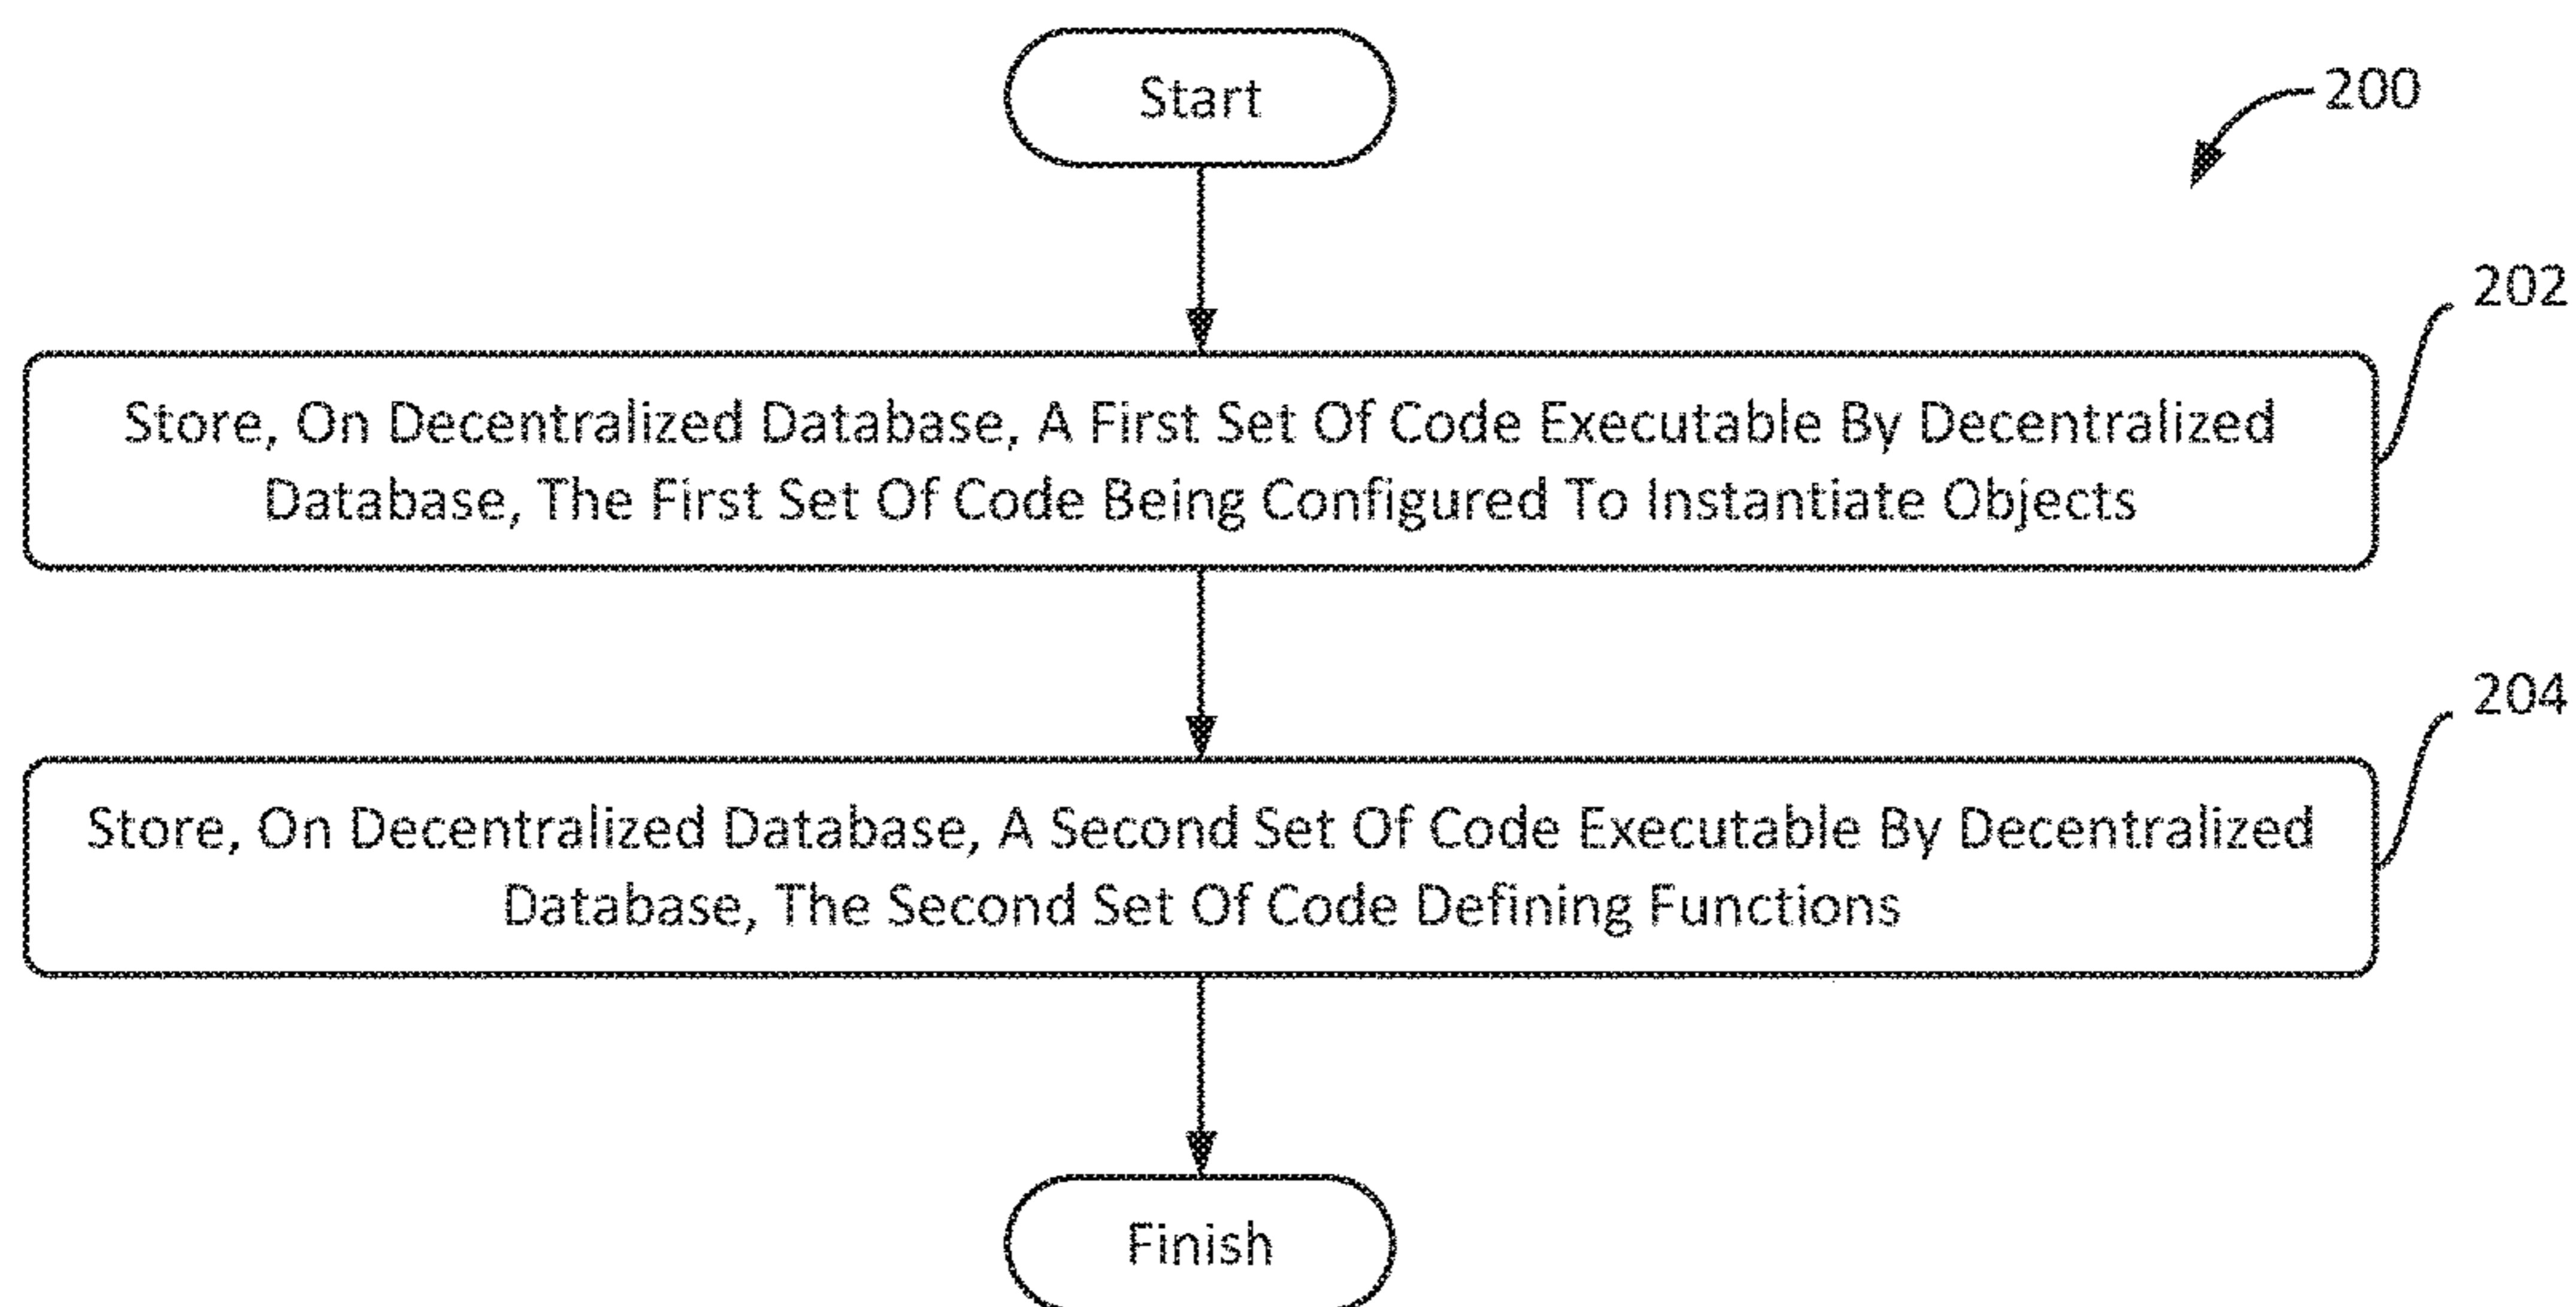 Start
200
202
Store, On Decentralized Database, A First Set Of Code Executable By Decentralized
Database, The First Set Of Code Being Configured To Instantiate Objects
204
Store, On Decentralized Database, A Second Set Of Code Executable By Decentralized
Database, The Second Set Of Code Defining Functions
Finish